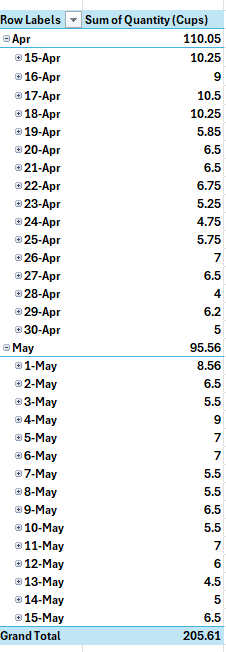 Row Labels Sum of Quantity (Cups)
Apr 110.05
15-Apr 10.25
16-Apr 9
17-Apr 10.5
18-Apr 10.25
19-Apr 5.85
20-Apr 6.5
21-Apr 6.5
22-Apr 6.75
23-Apr 5.25
24-Apr 4.75
25-Apr 5.75
26-Apr 7
27-Apr 6.5
28-Apr 4
29-Apr 6.2
30-Apr 5
May 95.56
1-May 8.56
2-May 6.5
3-May 5.5
4-May 9
5-May 7
6-May 7
7-May 5.5
8-May 5.5
9-May 6.5
10-May 5.5
11-May 7
12-May 6
13-May 4.5
14-May 5
15-May 6.5
Grand Total 205.61